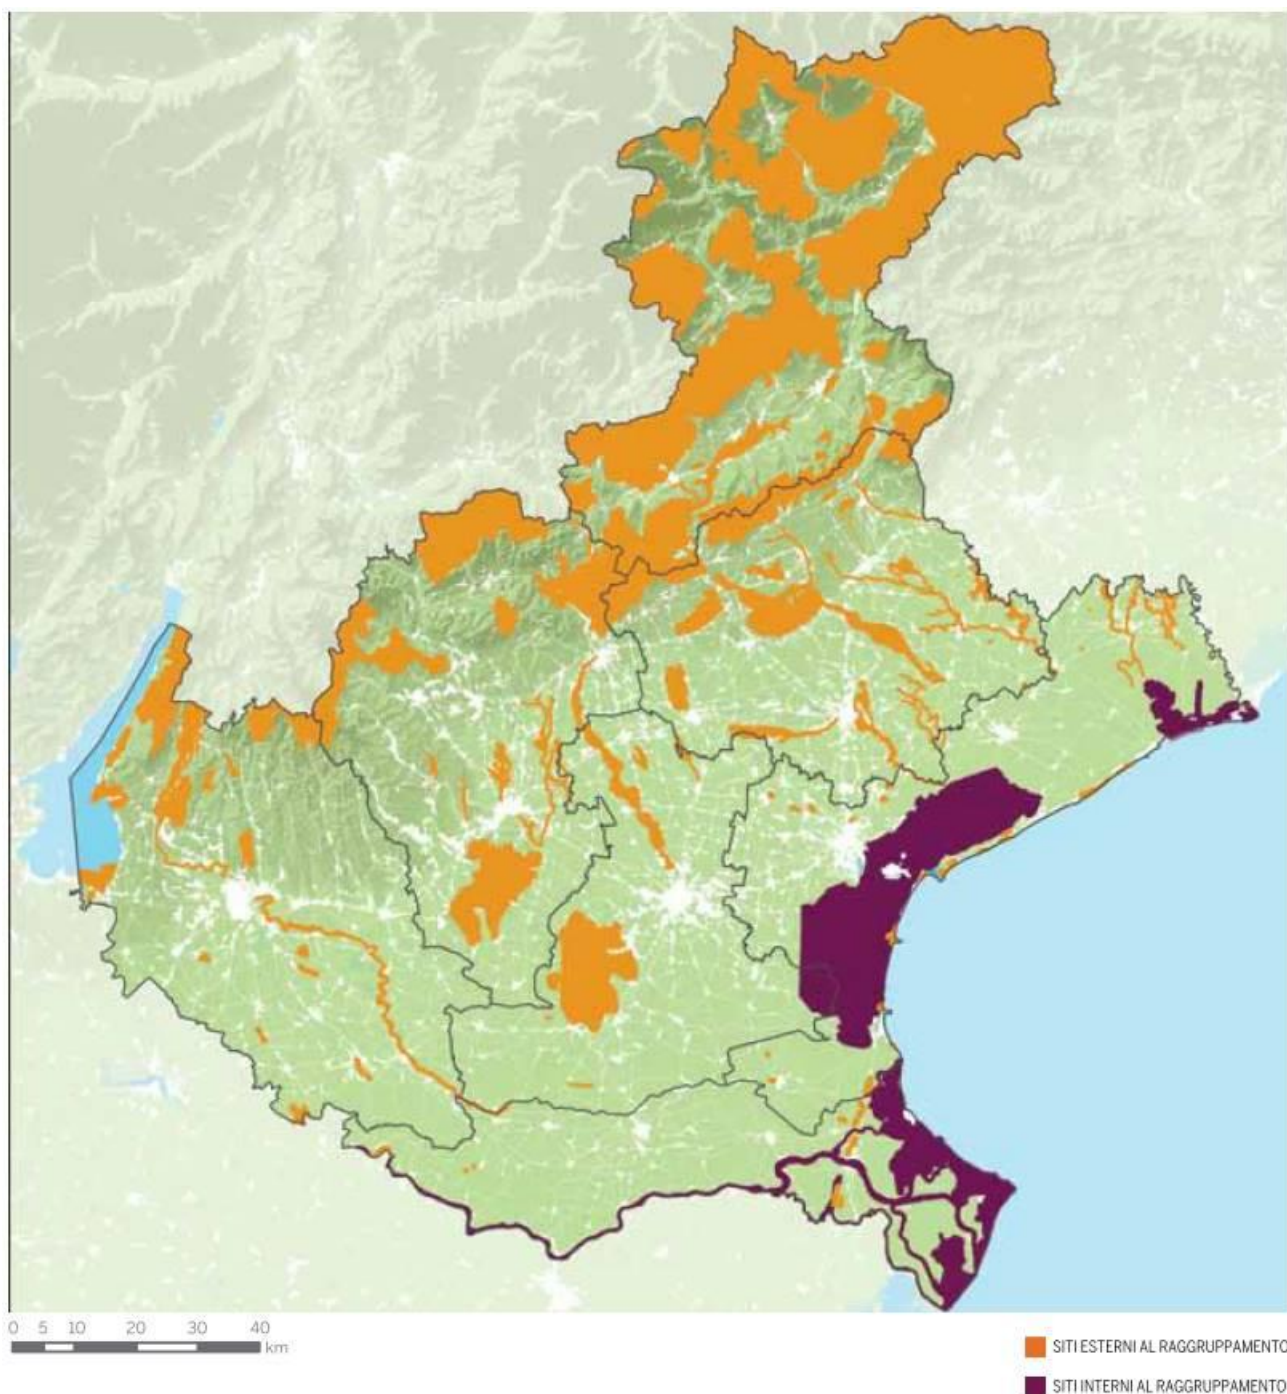 0 5 10 20 30 40
km
SITI ESTERNI AL RAGGRUPPAMENTO
SITI INTERNI AL RAGGRUPPAMENTO